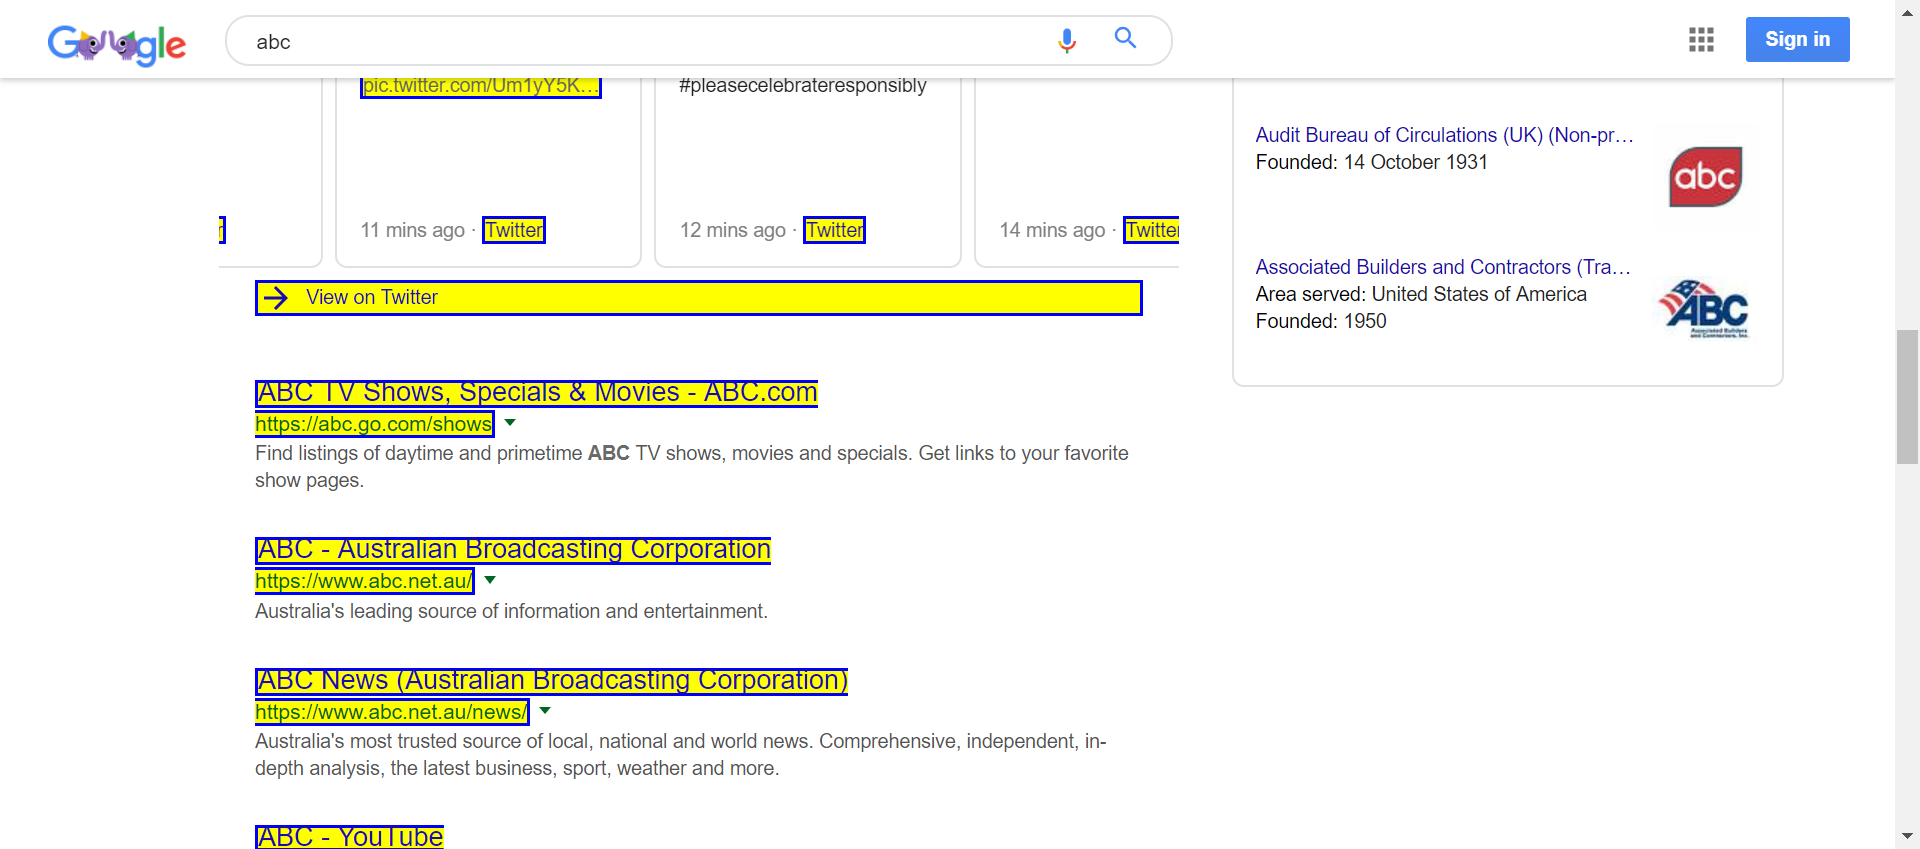 Google
abc
Sign in
pic.twitter.com/Um1yY5K…
#pleasecelebrateresponsibly
11 mins ago · Twitter
12 mins ago · Twitter
14 mins ago · Twitter
View on Twitter
ABC TV Shows, Specials & Movies - ABC.com
https://abc.go.com/shows
Find listings of daytime and primetime ABC TV shows, movies and specials. Get links to your favorite
show pages.
ABC - Australian Broadcasting Corporation
https://www.abc.net.au/
Australia's leading source of information and entertainment.
ABC News (Australian Broadcasting Corporation)
https://www.abc.net.au/news/
Australia's most trusted source of local, national and world news. Comprehensive, independent, in-
depth analysis, the latest business, sport, weather and more.
ABC - YouTube
Audit Bureau of Circulations (UK) (Non-pr…
Founded: 14 October 1931
abc
Associated Builders and Contractors (Tra…
Area served: United States of America
Founded: 1950
ABC
Associated Builders
and Contractors, Inc.